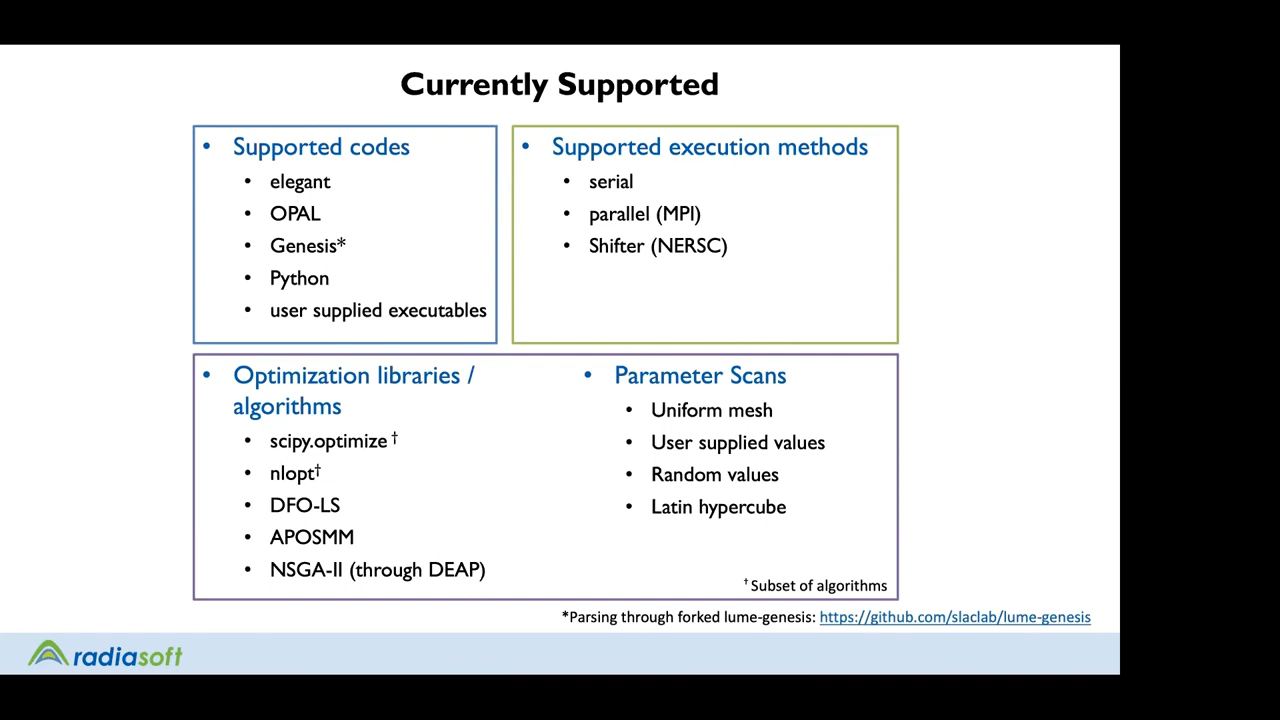 Currently Supported
• Supported codes
• elegant
• OPAL
• Genesis*
• Python
• user supplied executables
• Supported execution methods
• serial
• parallel (MPI)
• Shifter (NERSC)
• Optimization libraries /
algorithms
• scipy.optimize †
• nlopt†
• DFO-LS
• APOSMM
• NSGA-II (through DEAP)
• Parameter Scans
• Uniform mesh
• User supplied values
• Random values
• Latin hypercube
† Subset of algorithms
*Parsing through forked lume-genesis: https://github.com/slaclab/lume-genesis
radiasoft